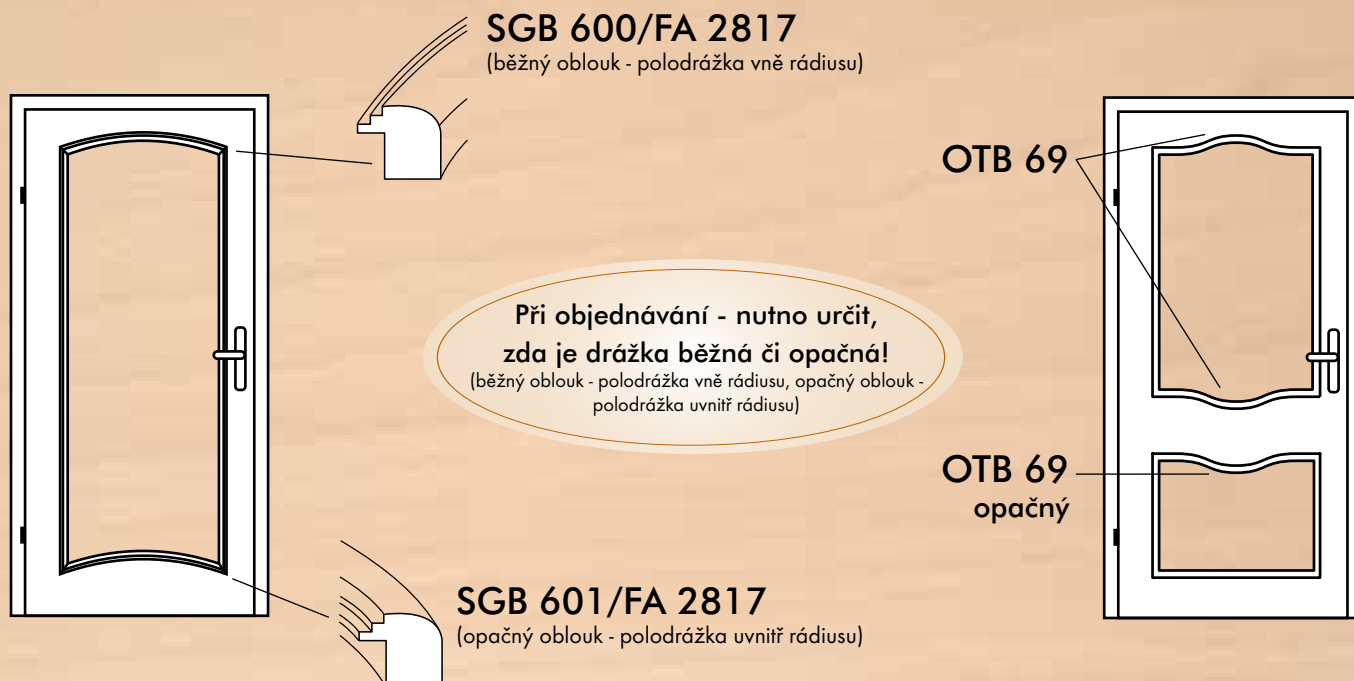 SGB 600/FA 2817
(běžný oblouk - polodrážka vně rádiusu)
OTB 69
Při objednávání - nutno určit,
zda je drážka běžná či opačná!
(běžný oblouk - polodrážka vně rádiusu, opačný oblouk -
polodrážka uvnitř rádiusu)
OTB 69
opačný
SGB 601/FA 2817
(opačný oblouk - polodrážka uvnitř rádiusu)